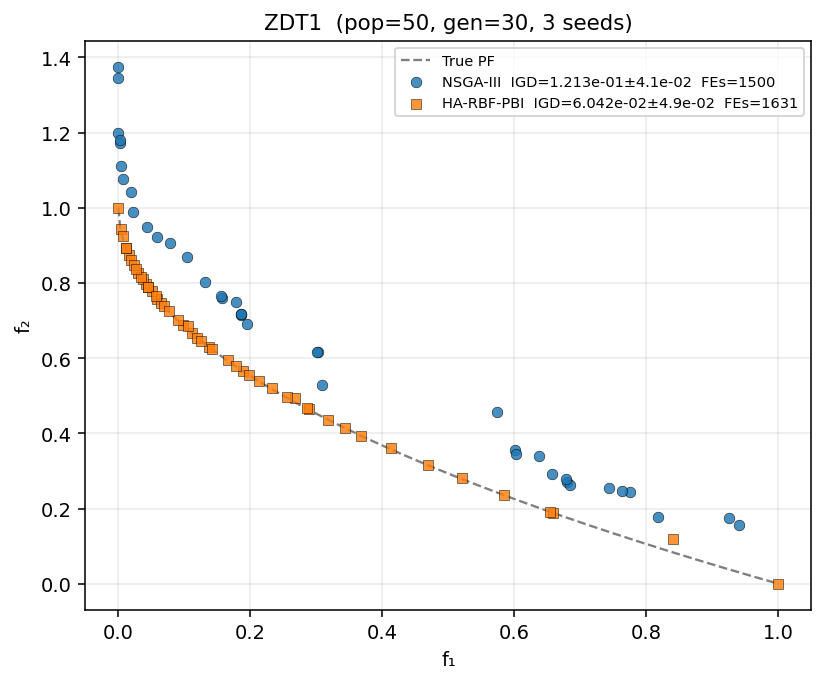 ZDT1 (pop=50, gen=30, 3 seeds)
True PF
NSGA-III IGD=1.213e-01±4.1e-02 FEs=1500
HA-RBF-PBI IGD=6.042e-02±4.9e-02 FEs=1631
f₂
1.4
1.2
1.0
0.8
0.6
0.4
0.2
0.0
0.0 0.2 0.4 0.6 0.8 1.0
f₁